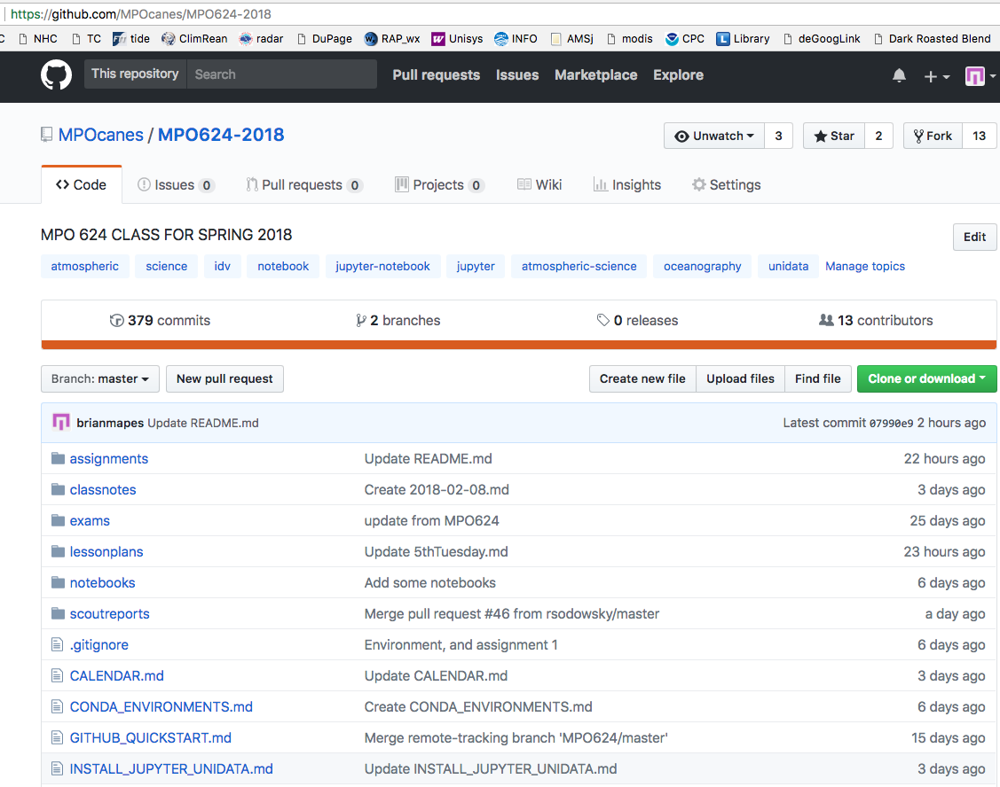 https://github.com/MPOcanes/MPO624-2018
C NHC TC tide ClimRean radar DuPage RAP_wx Unisys INFO AMSj modis CPC Library deGoogLink Dark Roasted Blend
This repository Search Pull requests Issues Marketplace Explore
MPOcanes / MPO624-2018 Unwatch 3 Star 2 Fork 13
Code Issues 0 Pull requests 0 Projects 0 Wiki Insights Settings
MPO 624 CLASS FOR SPRING 2018 Edit
atmospheric science idv notebook jupyter-notebook jupyter atmospheric-science oceanography unidata Manage topics
379 commits 2 branches 0 releases 13 contributors
Branch: master New pull request Create new file Upload files Find file Clone or download
brianmapes Update README.md Latest commit 07990e9 2 hours ago
assignments Update README.md 22 hours ago
classnotes Create 2018-02-08.md 3 days ago
exams update from MPO624 25 days ago
lessonplans Update 5thTuesday.md 23 hours ago
notebooks Add some notebooks 6 days ago
scoutreports Merge pull request #46 from rsodowsky/master a day ago
.gitignore Environment, and assignment 1 6 days ago
CALENDAR.md Update CALENDAR.md 3 days ago
CONDA_ENVIRONMENTS.md Create CONDA_ENVIRONMENTS.md 6 days ago
GITHUB_QUICKSTART.md Merge remote-tracking branch 'MPO624/master' 15 days ago
INSTALL_JUPYTER_UNIDATA.md Update INSTALL_JUPYTER_UNIDATA.md 3 days ago